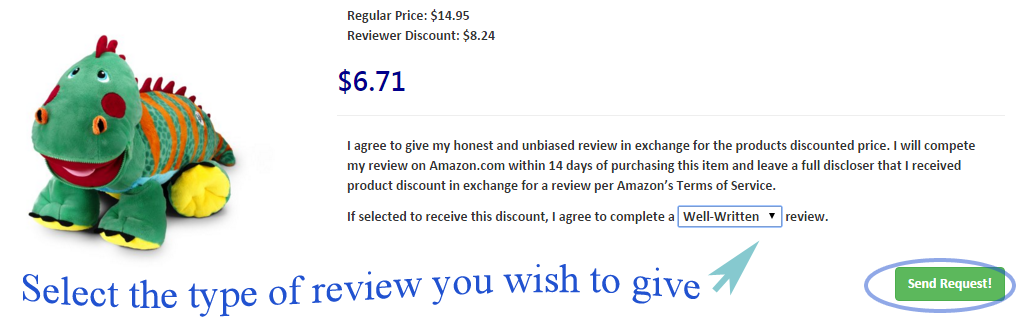 Regular Price: $14.95
Reviewer Discount: $8.24
$6.71
I agree to give my honest and unbiased review in exchange for the products discounted price. I will compete
my review on Amazon.com within 14 days of purchasing this item and leave a full discloser that I received
product discount in exchange for a review per Amazon's Terms of Service.
If selected to receive this discount, I agree to complete a Well-Written review.
Select the type of review you wish to give
Send Request!